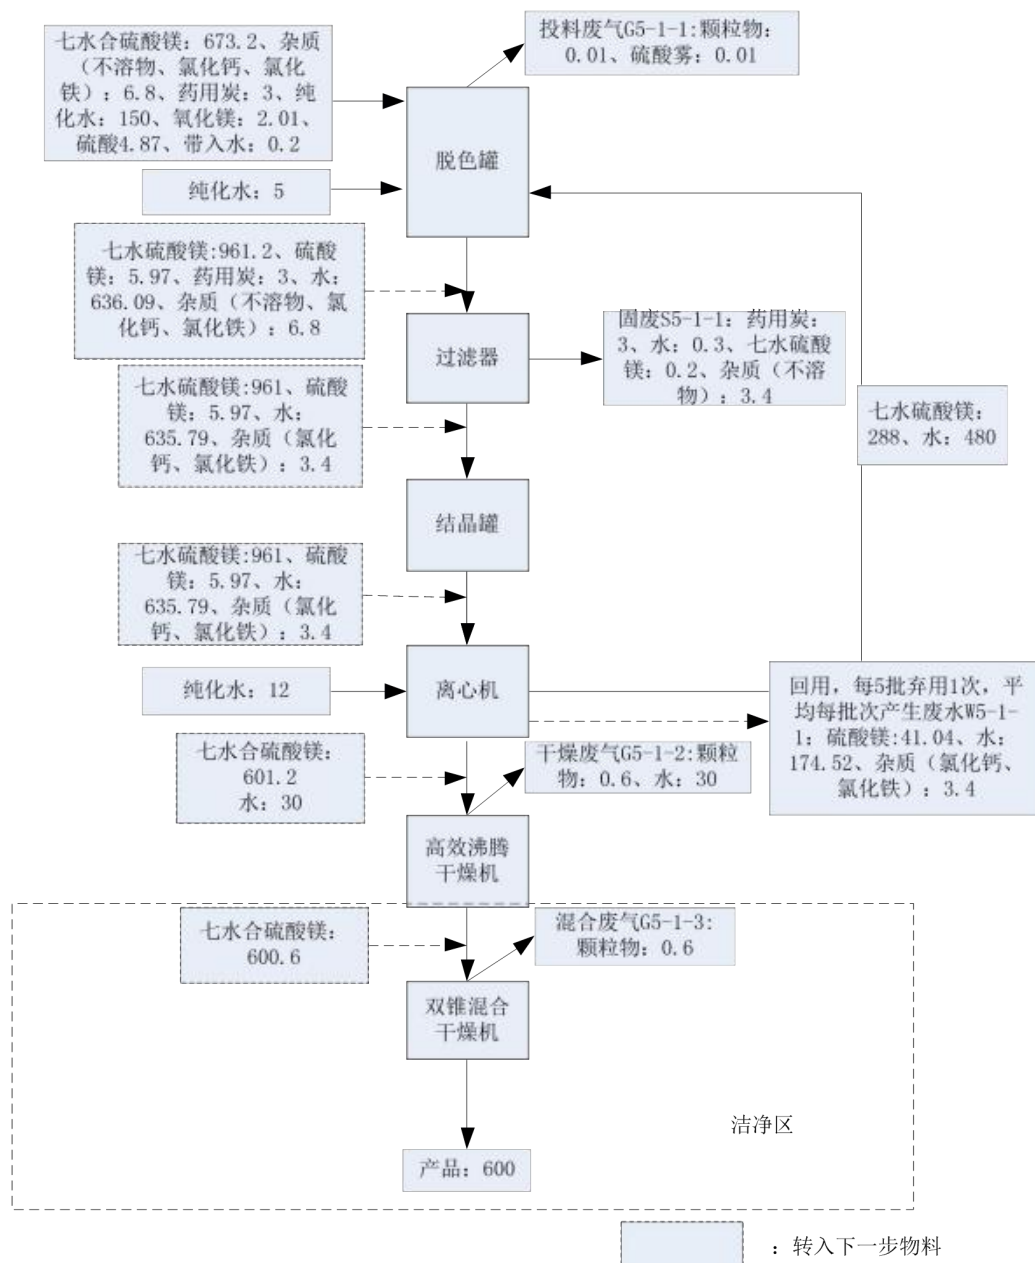 七水合硫酸镁：673.2、杂质
（不溶物、氯化钙、氯化
铁）：6.8、药用炭：3、纯
化水：150、氧化镁：2.01、
硫酸4.87、带入水：0.2
投料废气G5-1-1:颗粒物：
0.01、硫酸雾：0.01
脱色罐
纯化水：5
七水硫酸镁:961.2、硫酸
镁：5.97、药用炭：3、水：
636.09、杂质（不溶物、氯
化钙、氯化铁）：6.8
过滤器
固废S5-1-1：药用炭：
3、水：0.3、七水硫酸
镁：0.2、杂质（不溶
物）：3.4
七水硫酸镁:961、硫酸
镁：5.97、水：
635.79、杂质（氯化
钙、氯化铁）：3.4
七水硫酸镁：
288、水：480
结晶罐
七水硫酸镁:961、硫酸
镁：5.97、水：
635.79、杂质（氯化
钙、氯化铁）：3.4
纯化水：12
离心机
回用，每5批弃用1次，平
均每批次产生废水W5-1-
1：硫酸镁:41.04、水：
174.52、杂质（氯化钙、
氯化铁）：3.4
七水合硫酸镁：
601.2
水：30
干燥废气G5-1-2:颗粒
物：0.6、水：30
高效沸腾
干燥机
七水合硫酸镁：
600.6
混合废气G5-1-3:
颗粒物：0.6
双锥混合
干燥机
洁净区
产品：600
：转入下一步物料